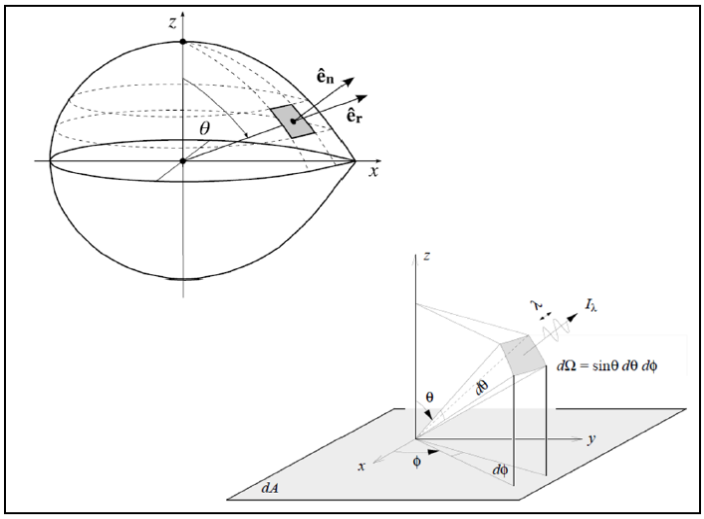 z
ê_n
ê_r
θ
x
z
λ
I_λ
dΩ = sinθ dθ dϕ
θ
dθ
y
x
ϕ
dϕ
dA